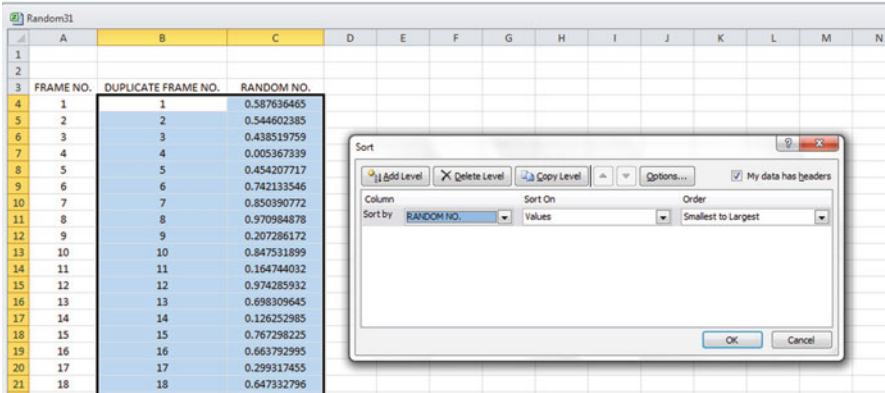 Random31
A B C D E F G H I J K L M N
1
2
3 FRAME NO. DUPLICATE FRAME NO. RANDOM NO.
4 1 1 0.587636465
5 2 2 0.544602385
6 3 3 0.438519759
7 4 4 0.005367339
8 5 5 0.454207717
9 6 6 0.742133546
10 7 7 0.850390772
11 8 8 0.970984878
12 9 9 0.207286172
13 10 10 0.847531899
14 11 11 0.164744032
15 12 12 0.974285932
16 13 13 0.698309645
17 14 14 0.126252985
18 15 15 0.767298225
19 16 16 0.663792995
20 17 17 0.299317455
21 18 18 0.647332796
Sort
Add Level Delete Level Copy Level Options... My data has headers
Column Sort On Order
Sort by RANDOM NO. Values Smallest to Largest
OK Cancel